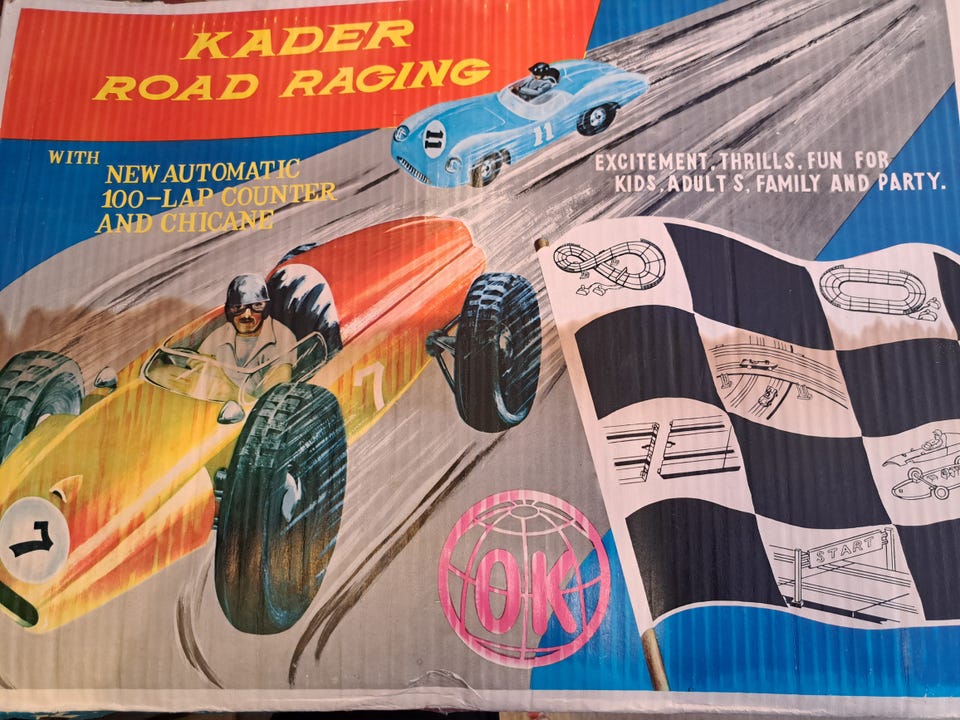 KADER
ROAD RAGING
WITH
NEW AUTOMATIC
100-LAP COUNTER
AND CHICANE
11
11
EXCITEMENT, THRILLS, FUN FOR
KIDS, ADULT S, FAMILY AND PARTY.
7
7
OK
START